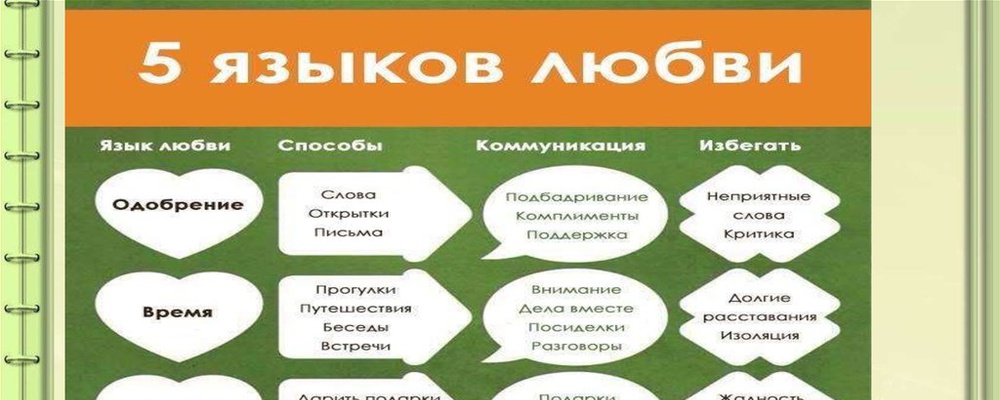 5 языков любви
Язык любви Способы Коммуникация Избегать
Одобрение
Слова
Открытки
Письма
Подбадривание
Комплименты
Поддержка
Неприятные
слова
Критика
Время
Прогулки
Путешествия
Беседы
Встречи
Внимание
Дела вместе
Посиделки
Разговоры
Долгие
расставания
Изоляция
Дарить подарки
Подарки
Жадность